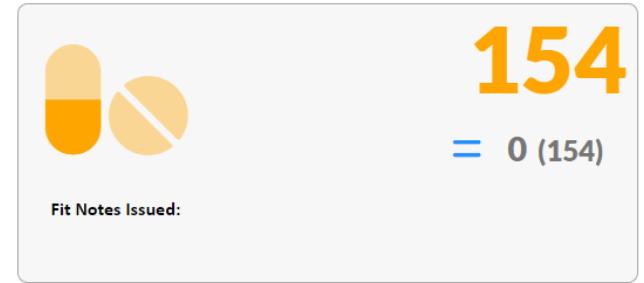 154
= 0 (154)
Fit Notes Issued: